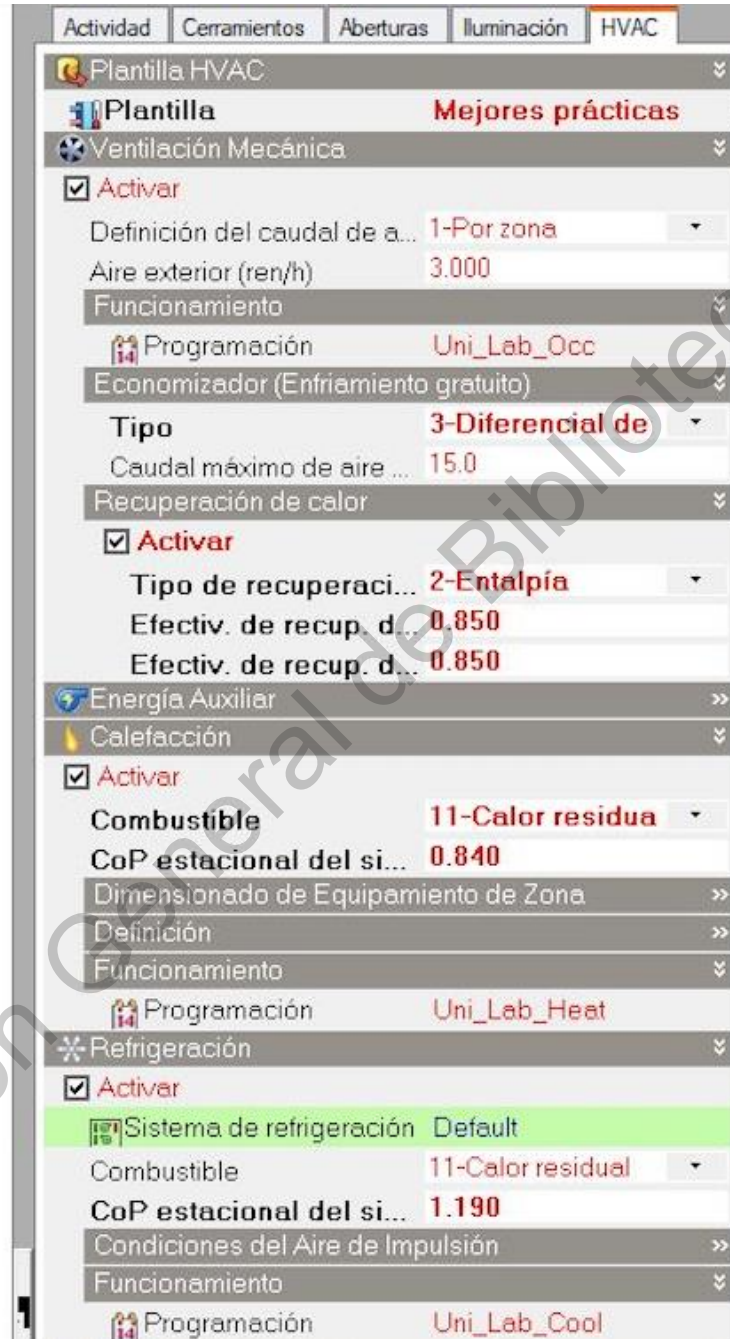 Actividad Cerramientos Aberturas Iluminación HVAC
Plantilla HVAC
Plantilla Mejores prácticas
Ventilación Mecánica
Activar
Definición del caudal de a... 1-Por zona
Aire exterior (ren/h) 3.000
Funcionamiento
Programación Uni_Lab_Occ
Economizador (Enfriamiento gratuito)
Tipo 3-Diferencial de
Caudal máximo de aire ... 15.0
Recuperación de calor
Activar
Tipo de recuperaci... 2-Entalpía
Efectiv. de recup. d... 0.850
Efectiv. de recup. d... 0.850
Energía Auxiliar
Calefacción
Activar
Combustible 11-Calor residua
CoP estacional del si... 0.840
Dimensionado de Equipamiento de Zona
Definición
Funcionamiento
Programación Uni_Lab_Heat
Refrigeración
Activar
Sistema de refrigeración Default
Combustible 11-Calor residual
CoP estacional del si... 1.190
Condiciones del Aire de Impulsión
Funcionamiento
Programación Uni_Lab_Cool
General de Bibliotec